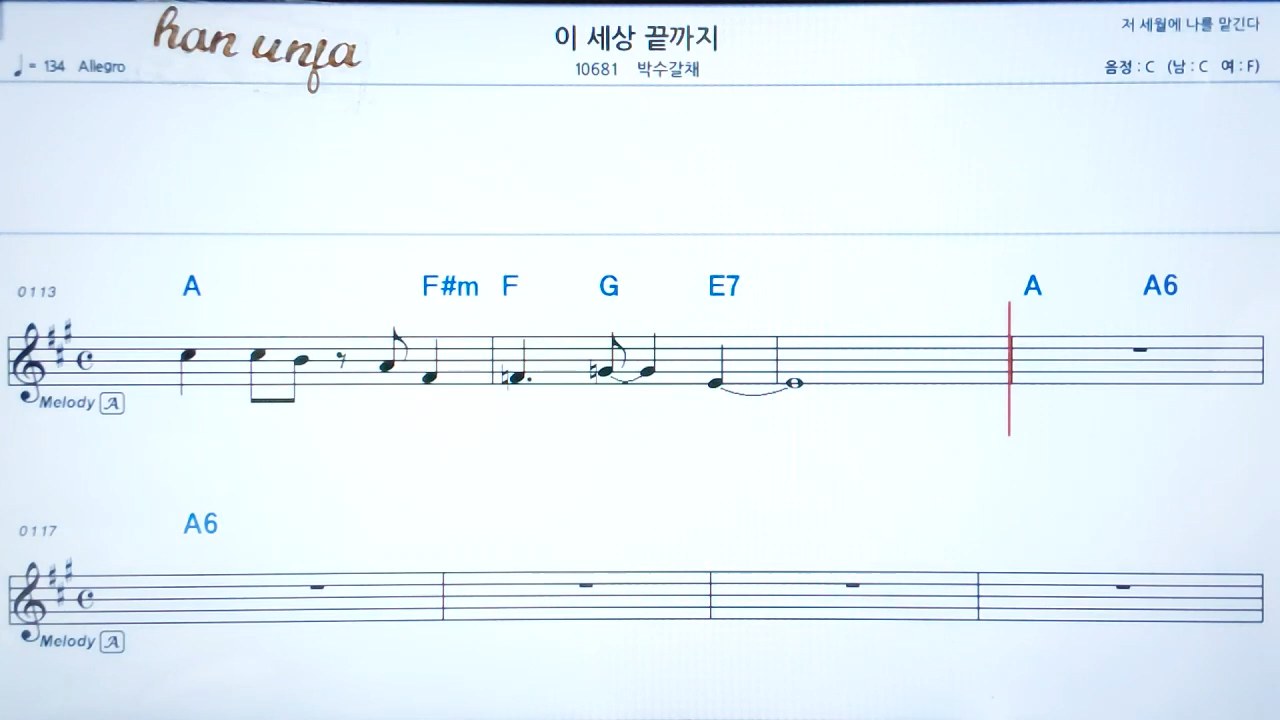 han unfa
이 세상 끝까지
저 세월에 나를 맡긴다
♩= 134 Allegro
10681 박수갈채
음정 : C (남 : C 여 : F)
0113 A F#m F G E7 A A6
Melody A
0117 A6
Melody A